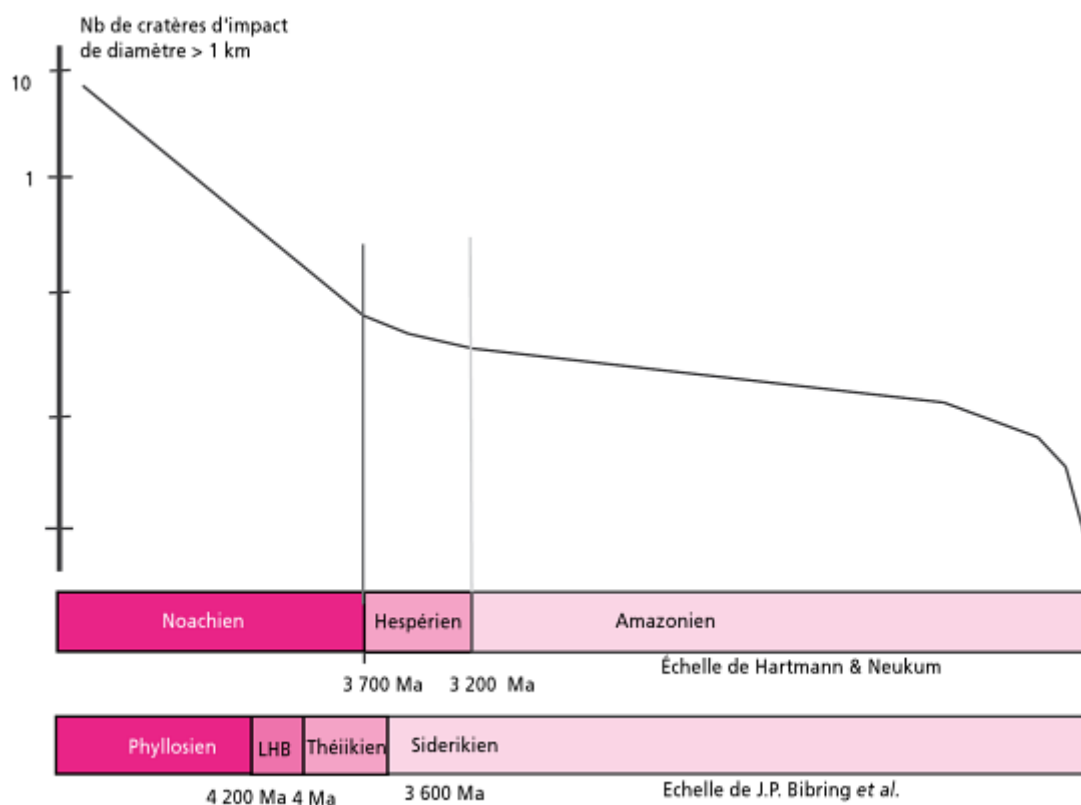 Nb de cratères d'impact
de diamètre > 1 km
10
1
Noachien Hespérien Amazonien
Échelle de Hartmann & Neukum
3 700 Ma 3 200 Ma
Phyllosien LHB Théiikien Siderikien
4 200 Ma 4 Ma 3 600 Ma Echelle de J.P. Bibring et al.